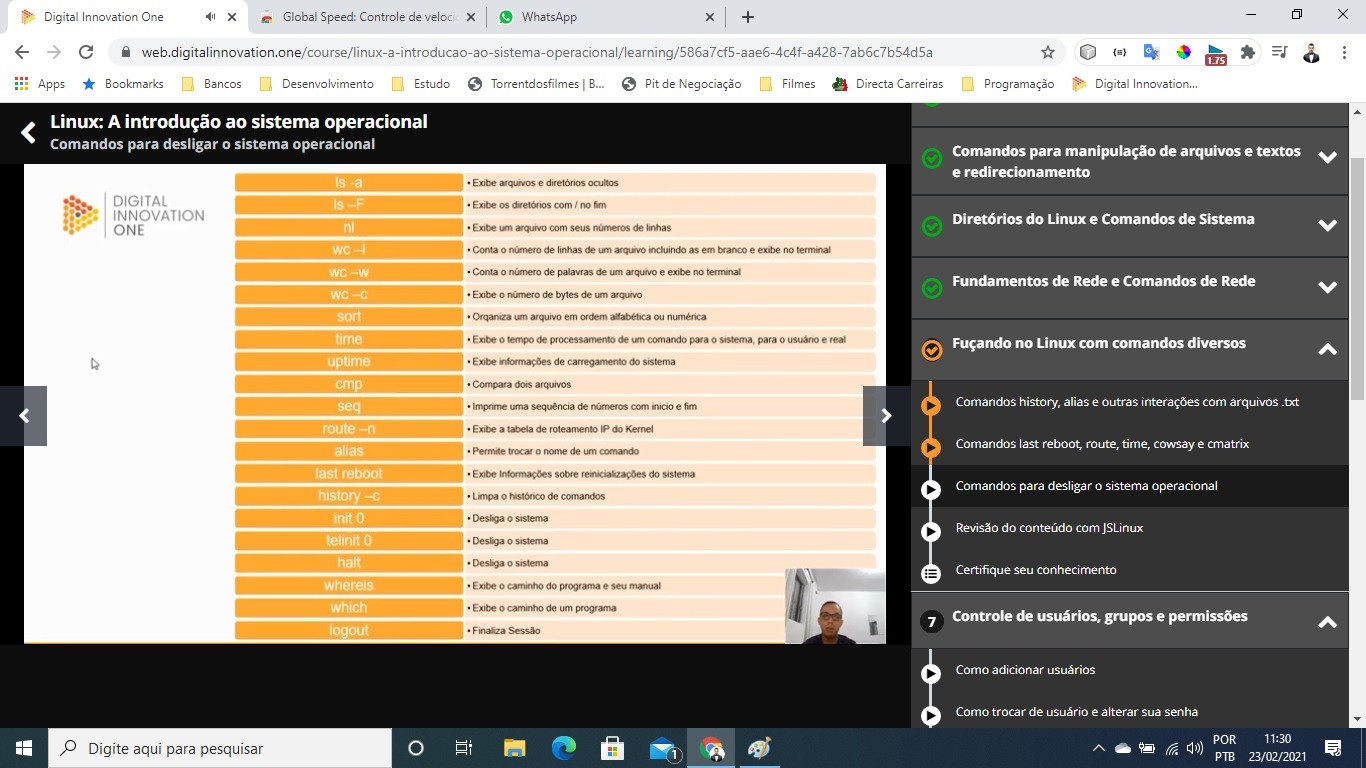 Digital Innovation One
Global Speed: Controle de veloci
WhatsApp
web.digitalinnovation.one/course/linux-a-introducao-ao-sistema-operacional/learning/586a7cf5-aae6-4c4f-a428-7ab6c7b54d5a
1.75
Apps
Bookmarks
Bancos
Desenvolvimento
Estudo
Torrentdosfilmes | B...
Pit de Negociação
Filmes
Directa Carreiras
Programação
Digital Innovation...
Linux: A introdução ao sistema operacional
Comandos para desligar o sistema operacional
DIGITAL
INNOVATION
ONE
ls -a • Exibe arquivos e diretórios ocultos
ls –F • Exibe os diretórios com / no fim
nl • Exibe um arquivo com seus números de linhas
wc –l • Conta o número de linhas de um arquivo incluindo as em branco e exibe no terminal
wc –w • Conta o número de palavras de um arquivo e exibe no terminal
wc –c • Exibe o número de bytes de um arquivo
sort • Organiza um arquivo em ordem alfabética ou numérica
time • Exibe o tempo de processamento de um comando para o sistema, para o usuário e real
uptime • Exibe informações de carregamento do sistema
cmp • Compara dois arquivos
seq • Imprime uma sequência de números com inicio e fim
route –n • Exibe a tabela de roteamento IP do Kernel
alias • Permite trocar o nome de um comando
last reboot • Exibe Informações sobre reinicializações do sistema
history –c • Limpa o histórico de comandos
init 0 • Desliga o sistema
telinit 0 • Desliga o sistema
halt • Desliga o sistema
whereis • Exibe o caminho do programa e seu manual
which • Exibe o caminho de um programa
logout • Finaliza Sessão
Comandos para manipulação de arquivos e textos
e redirecionamento
Diretórios do Linux e Comandos de Sistema
Fundamentos de Rede e Comandos de Rede
Fuçando no Linux com comandos diversos
Comandos history, alias e outras interações com arquivos .txt
Comandos last reboot, route, time, cowsay e cmatrix
Comandos para desligar o sistema operacional
Revisão do conteúdo com JSLinux
Certifique seu conhecimento
7 Controle de usuários, grupos e permissões
Como adicionar usuários
Como trocar de usuário e alterar sua senha
Digite aqui para pesquisar
1
POR
PTB
11:30
23/02/2021